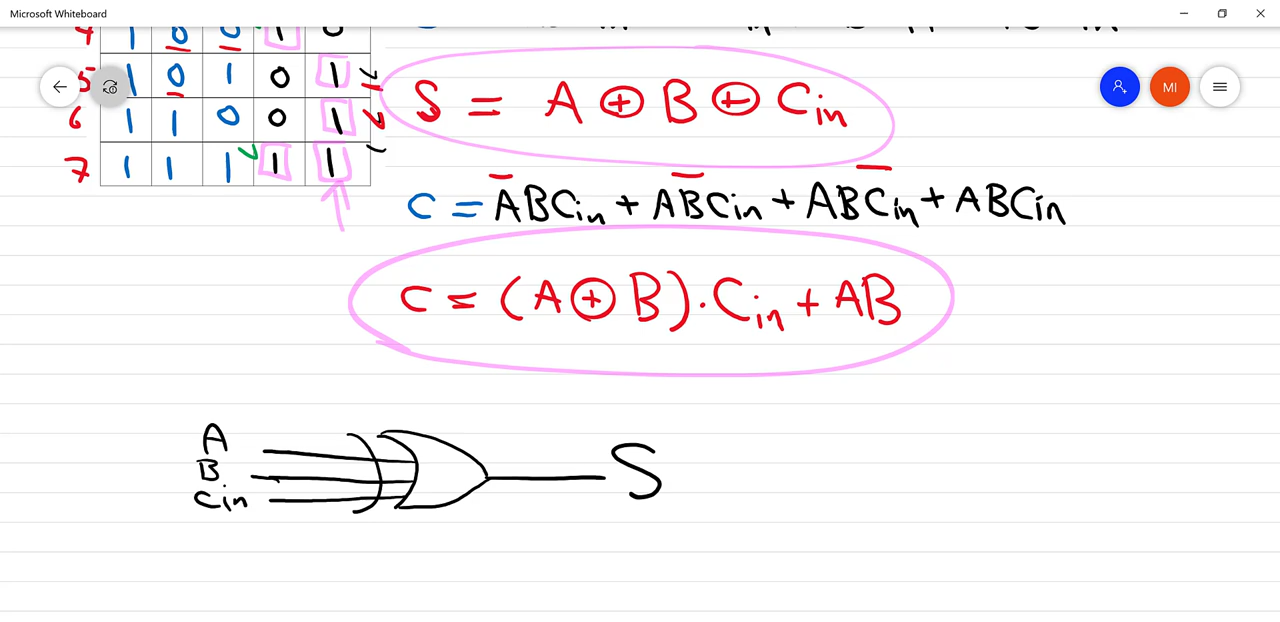 Microsoft Whiteboard
4 1 0 0 1 0
5 1 0 1 0 1
MI
S = A ⊕ B ⊕ Cin
6 1 1 0 0 1
7 1 1 1 1 1
C = A̅BCin + AB̅Cin + ABC̅in + ABCin
C = (A ⊕ B) · Cin + AB
A
B
Cin
S